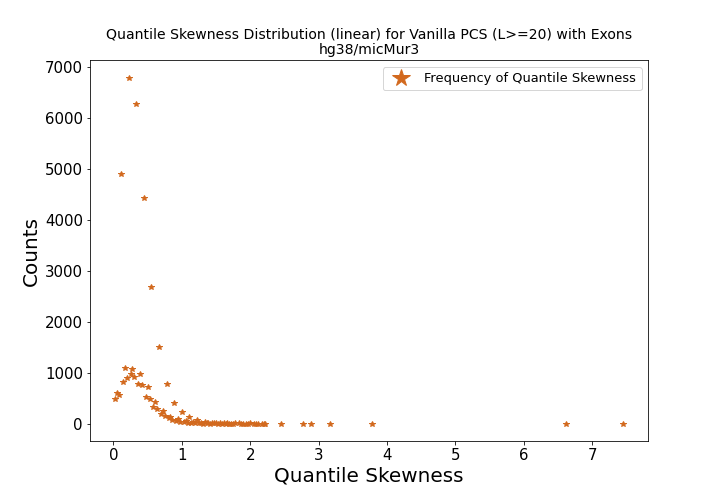 Quantile Skewness Distribution (linear) for Vanilla PCS (L>=20) with Exons
hg38/micMur3
Frequency of Quantile Skewness
7000
6000
5000
4000
3000
2000
1000
0
Counts
0 1 2 3 4 5 6 7
Quantile Skewness